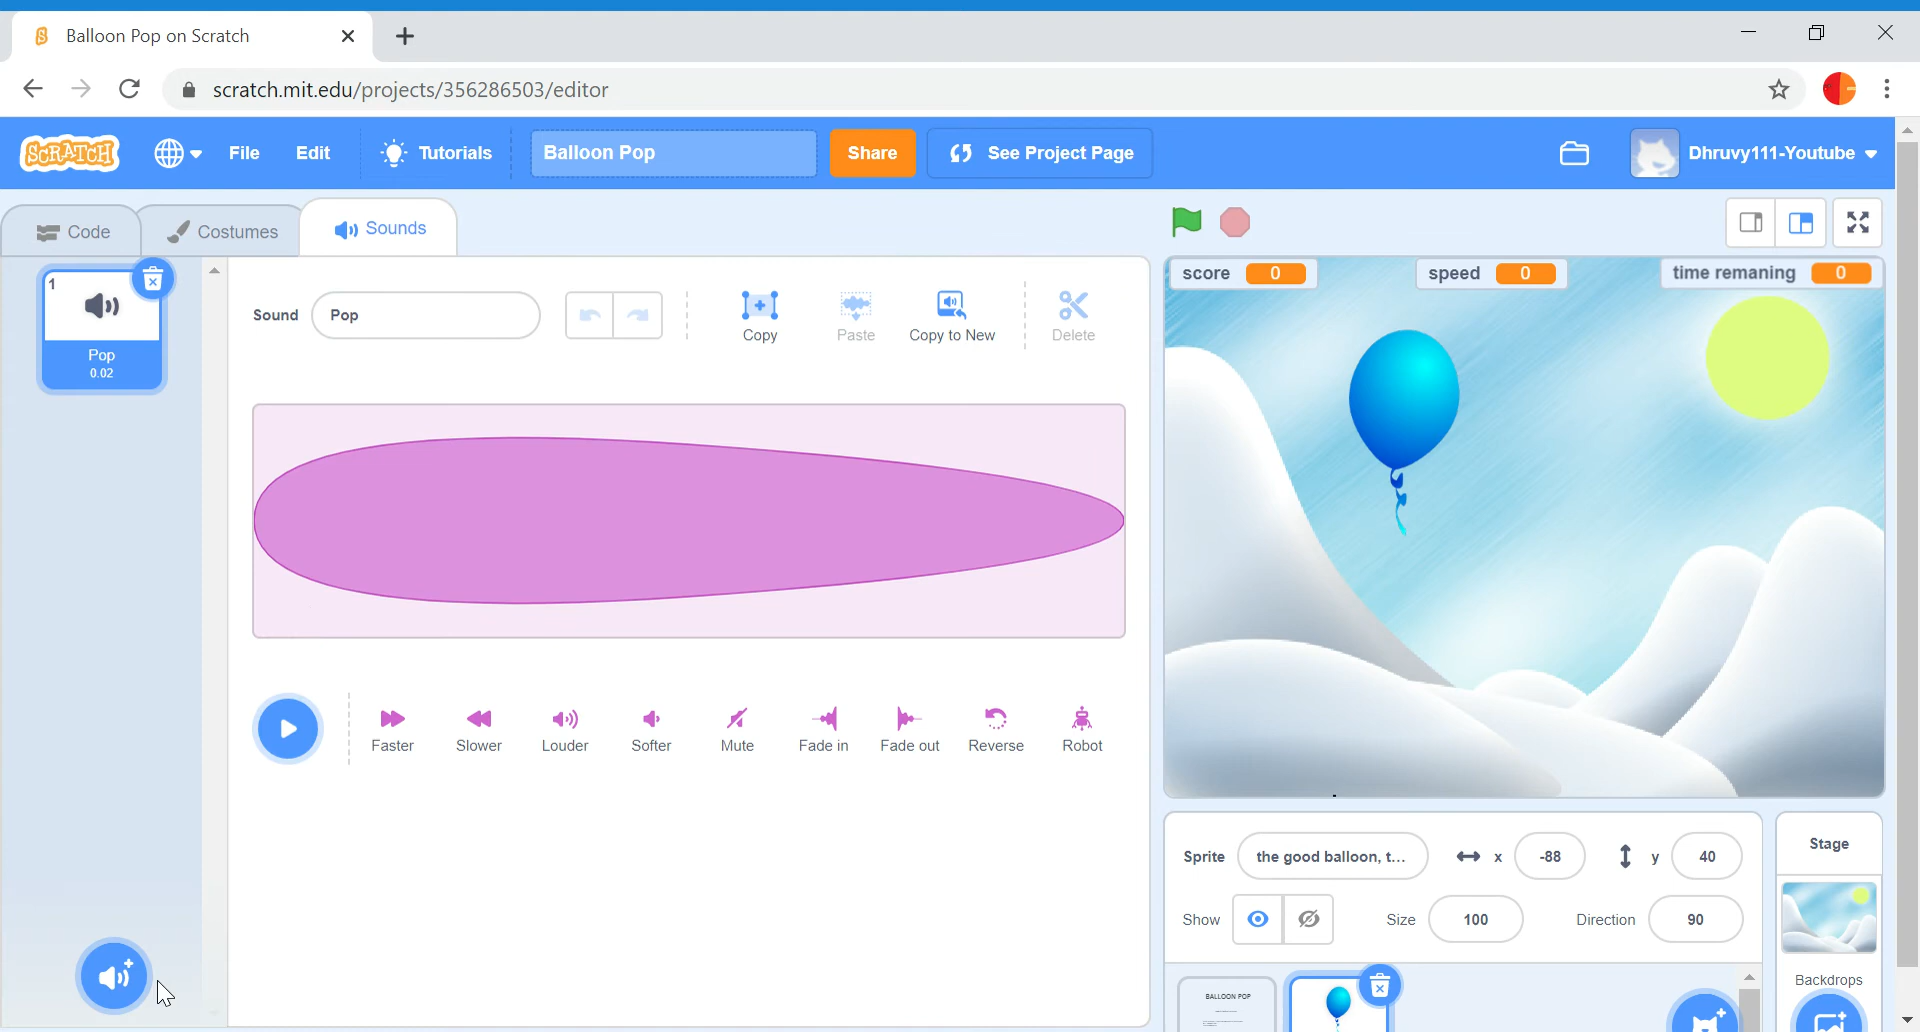 Balloon Pop on Scratch
scratch.mit.edu/projects/356286503/editor
SCRATCH
File
Edit
Tutorials
Balloon Pop
Share
See Project Page
Dhruvy111-Youtube
Code
Costumes
Sounds
1
Pop
0.02
Sound
Pop
Copy
Paste
Copy to New
Delete
Faster
Slower
Louder
Softer
Mute
Fade in
Fade out
Reverse
Robot
score 0
speed 0
time remaning 0
Sprite
the good balloon, t...
x
-88
y
40
Show
Size
100
Direction
90
Stage
Backdrops
BALLOON POP